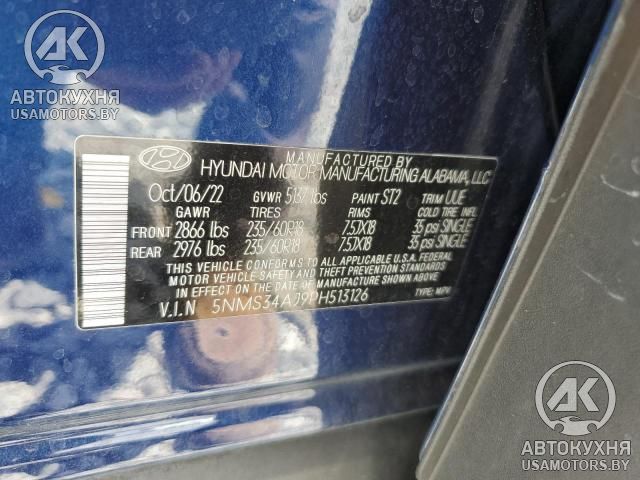 AK
АВТОКУХНЯ
USAMOTORS.BY
MANUFACTURED BY
HYUNDAI MOTOR MANUFACTURING ALABAMA, LLC
Oct/06/22 GVWR 5167 lbs PAINT ST2 TRIM UUE
GAWR TIRES RIMS COLD TIRE INFL
FRONT 2866 lbs 235/60R18 7.5JX18 35 psi SINGLE
REAR 2976 lbs 235/60R18 7.5JX18 35 psi SINGLE
THIS VEHICLE CONFORMS TO ALL APPLICABLE U.S.A. FEDERAL
MOTOR VEHICLE SAFETY AND THEFT PREVENTION STANDARDS
IN EFFECT ON THE DATE OF MANUFACTURE SHOWN ABOVE.
V.I.N 5NMS34AJ9PH513126 TYPE: MPV
AK
АВТОКУХНЯ
USAMOTORS.BY